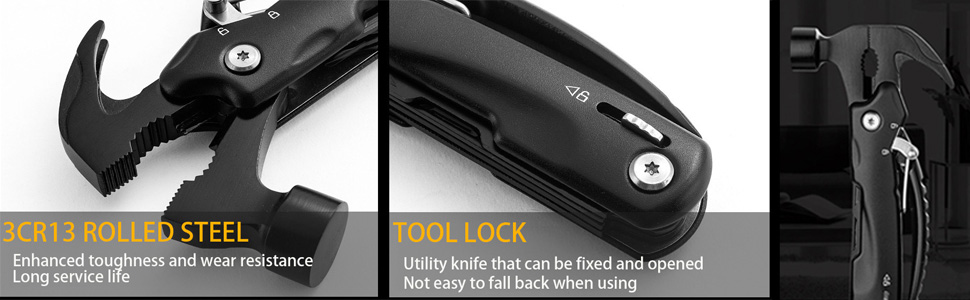 3CR13 ROLLED STEEL
Enhanced toughness and wear resistance
Long service life
TOOL LOCK
Utility knife that can be fixed and opened
Not easy to fall back when using